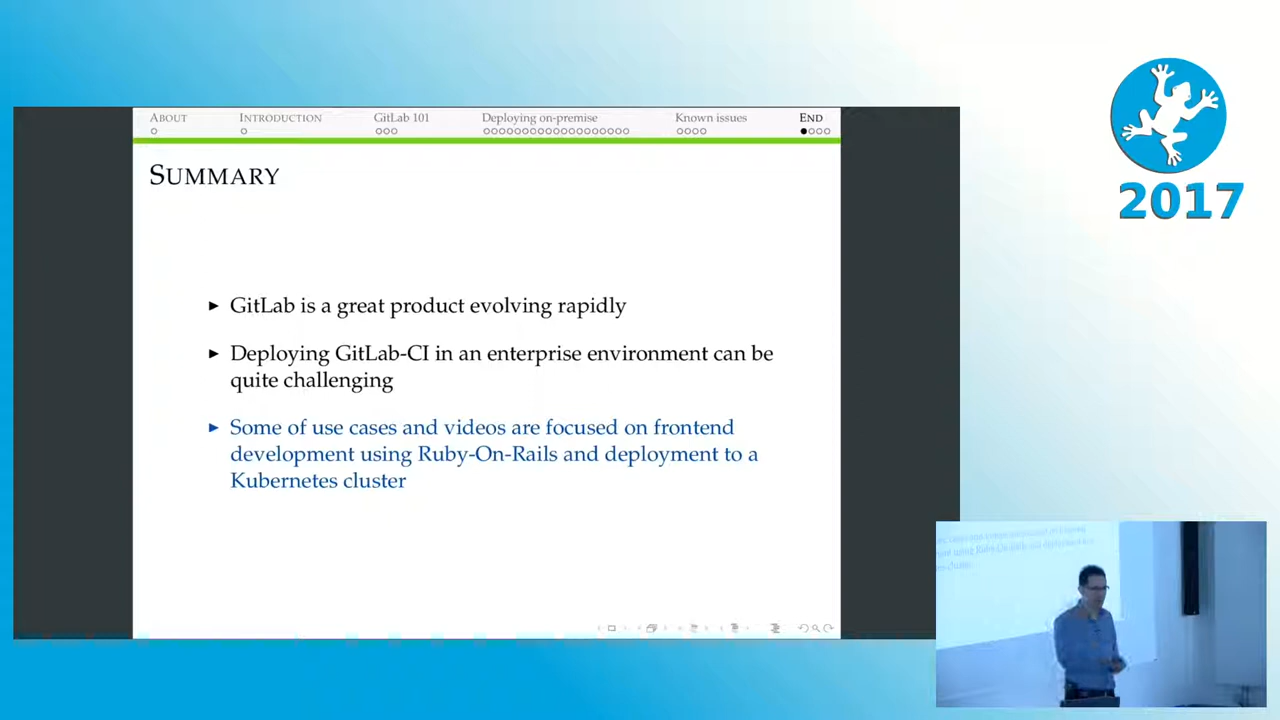 ABOUT INTRODUCTION GitLab 101 Deploying on-premise Known issues END
SUMMARY
2017
▶ GitLab is a great product evolving rapidly
▶ Deploying GitLab-CI in an enterprise environment can be
quite challenging
▶ Some of use cases and videos are focused on frontend
development using Ruby-On-Rails and deployment to a
Kubernetes cluster